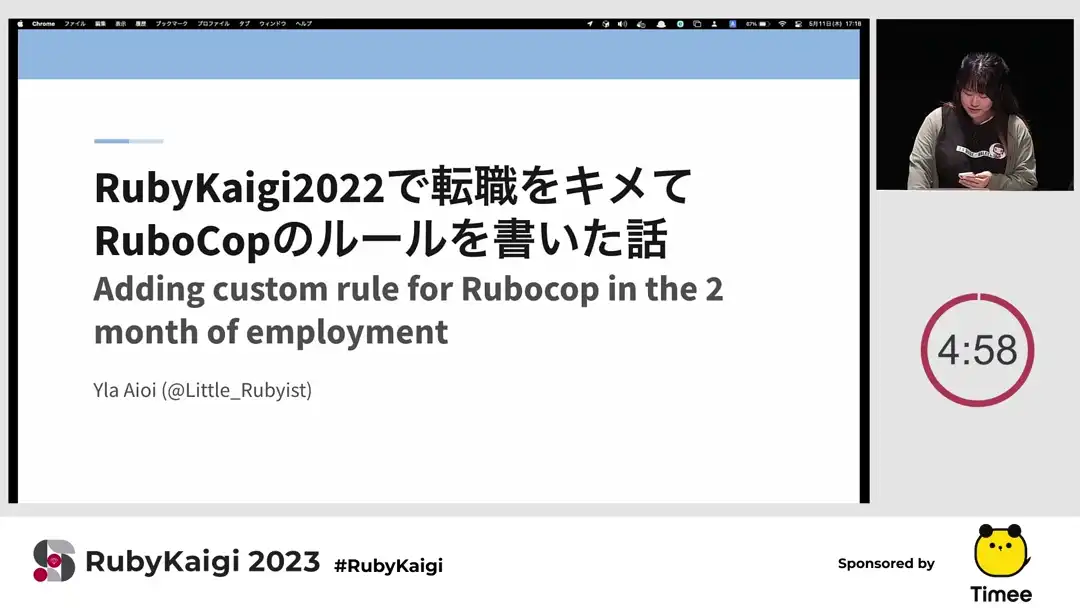 Chrome ファイル 編集 表示 履歴 ブックマーク プロファイル タブ ウィンドウ ヘルプ
67% 5月11日(木) 17:18
RubyKaigi2022で転職をキメて
RuboCopのルールを書いた話
Adding custom rule for Rubocop in the 2
month of employment
Yla Aioi (@Little_Rubyist)
4:58
RubyKaigi 2023 #RubyKaigi
Sponsored by
Timee